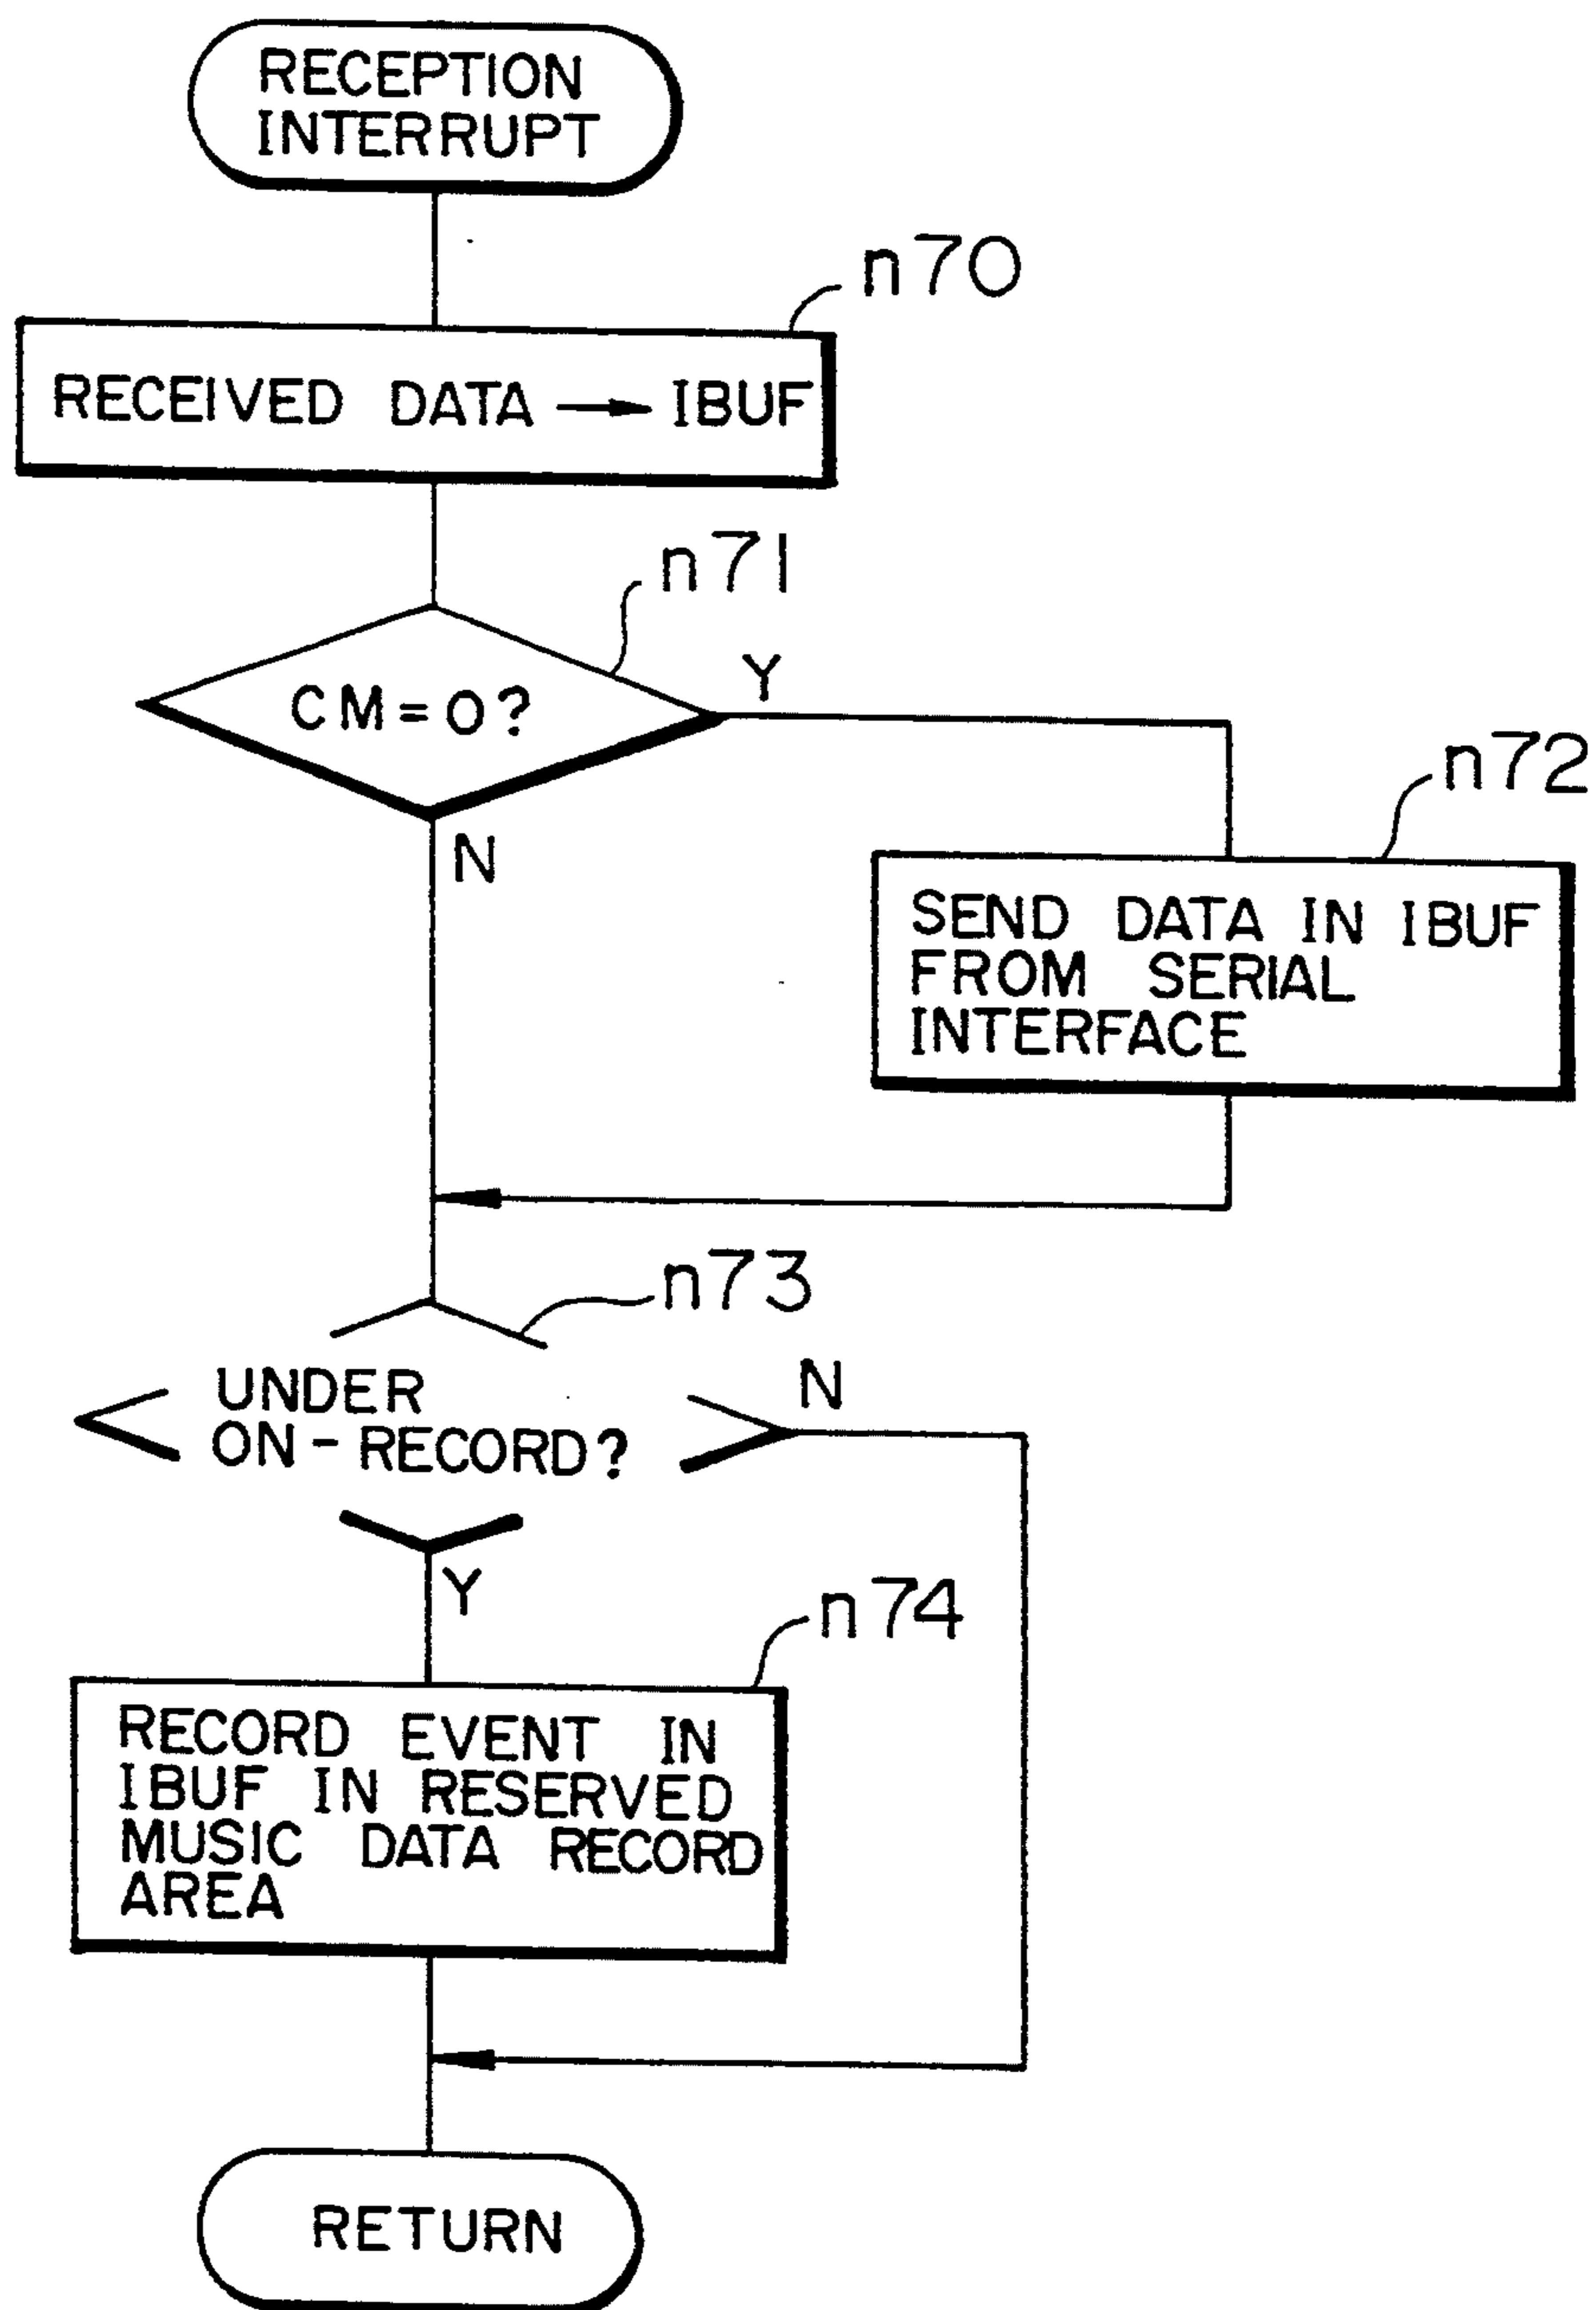 RECEPTION
INTERRUPT
n70
RECEIVED DATA → IBUF
n71
CM=0?
Y
N
n72
SEND DATA IN IBUF
FROM SERIAL
INTERFACE
n73
UNDER
ON-RECORD?
N
Y
n74
RECORD EVENT IN
IBUF IN RESERVED
MUSIC DATA RECORD
AREA
RETURN